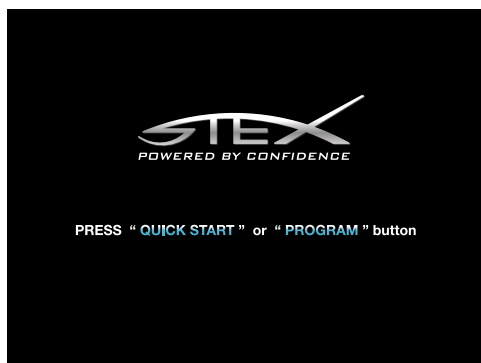 STEX
POWERED BY CONFIDENCE
PRESS “ QUICK START ” or “ PROGRAM ” button